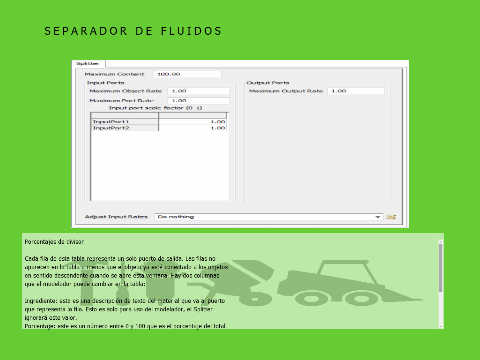 SEPARADOR DE FLUIDOS
Splitter
Maximum Content 100.00
Input Ports
Output Ports
Maximum Object Rate 1.00
Maximum Output Rate 1.00
Maximum Port Rate 1.00
Input port scale factor [0..1]
InputPort1 1.00
InputPort2 1.00
Adjust Input Rates Do nothing
Porcentajes de divisor
Cada fila de esta tabla representa un solo puerto de salida. Las filas no
aparecen en la tabla a menos que el objeto ya esté conectado a los objetos
en sentido descendente cuando se abre esta ventana. Hay dos columnas
que el modelador puede cambiar en la tabla:
Ingrediente: esto es una descripción de texto del material que va al puerto
que representa la fila. Esto es solo para uso del modelador, el Splitter
ignorará este valor.
Porcentaje: este es un número entre 0 y 100 que es el porcentaje del total